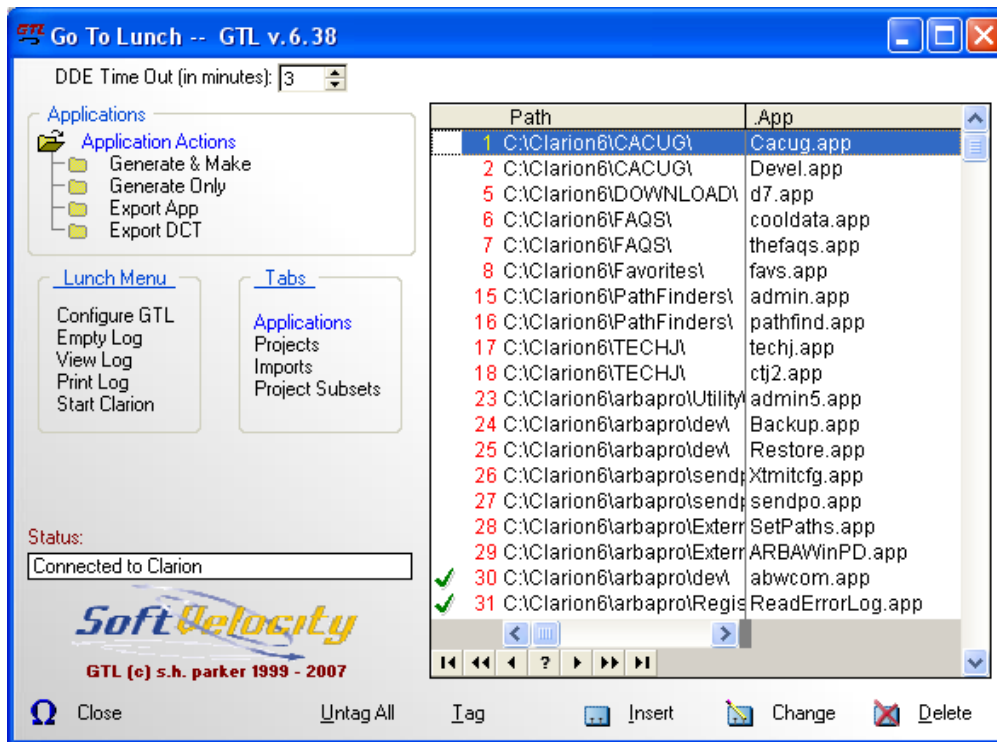 GTL Go To Lunch -- GTL v.6.38
DDE Time Out (in minutes): 3
Applications
Application Actions
Generate & Make
Generate Only
Export App
Export DCT
Lunch Menu
Configure GTL
Empty Log
View Log
Print Log
Start Clarion
Tabs
Applications
Projects
Imports
Project Subsets
Status:
Connected to Clarion
SoftVelocity
GTL (c) s.h. parker 1999 - 2007
Path .App
1 C:\Clarion6\CACUG\ Cacug.app
2 C:\Clarion6\CACUG\ Devel.app
5 C:\Clarion6\DOWNLOAD\ d7.app
6 C:\Clarion6\FAQS\ cooldata.app
7 C:\Clarion6\FAQS\ thefaqs.app
8 C:\Clarion6\Favorites\ favs.app
15 C:\Clarion6\PathFinders\ admin.app
16 C:\Clarion6\PathFinders\ pathfind.app
17 C:\Clarion6\TECHJ\ techj.app
18 C:\Clarion6\TECHJ\ ctj2.app
23 C:\Clarion6\arbapro\Utility\ admin5.app
24 C:\Clarion6\arbapro\dev\ Backup.app
25 C:\Clarion6\arbapro\dev\ Restore.app
26 C:\Clarion6\arbapro\sendp Xtmitcfg.app
27 C:\Clarion6\arbapro\sendp sendpo.app
28 C:\Clarion6\arbapro\Extern SetPaths.app
29 C:\Clarion6\arbapro\Extern ARBAWinPD.app
30 C:\Clarion6\arbapro\dev\ abwcom.app
31 C:\Clarion6\arbapro\Regis ReadErrorLog.app
?
Ω Close Untag All Tag Insert Change Delete